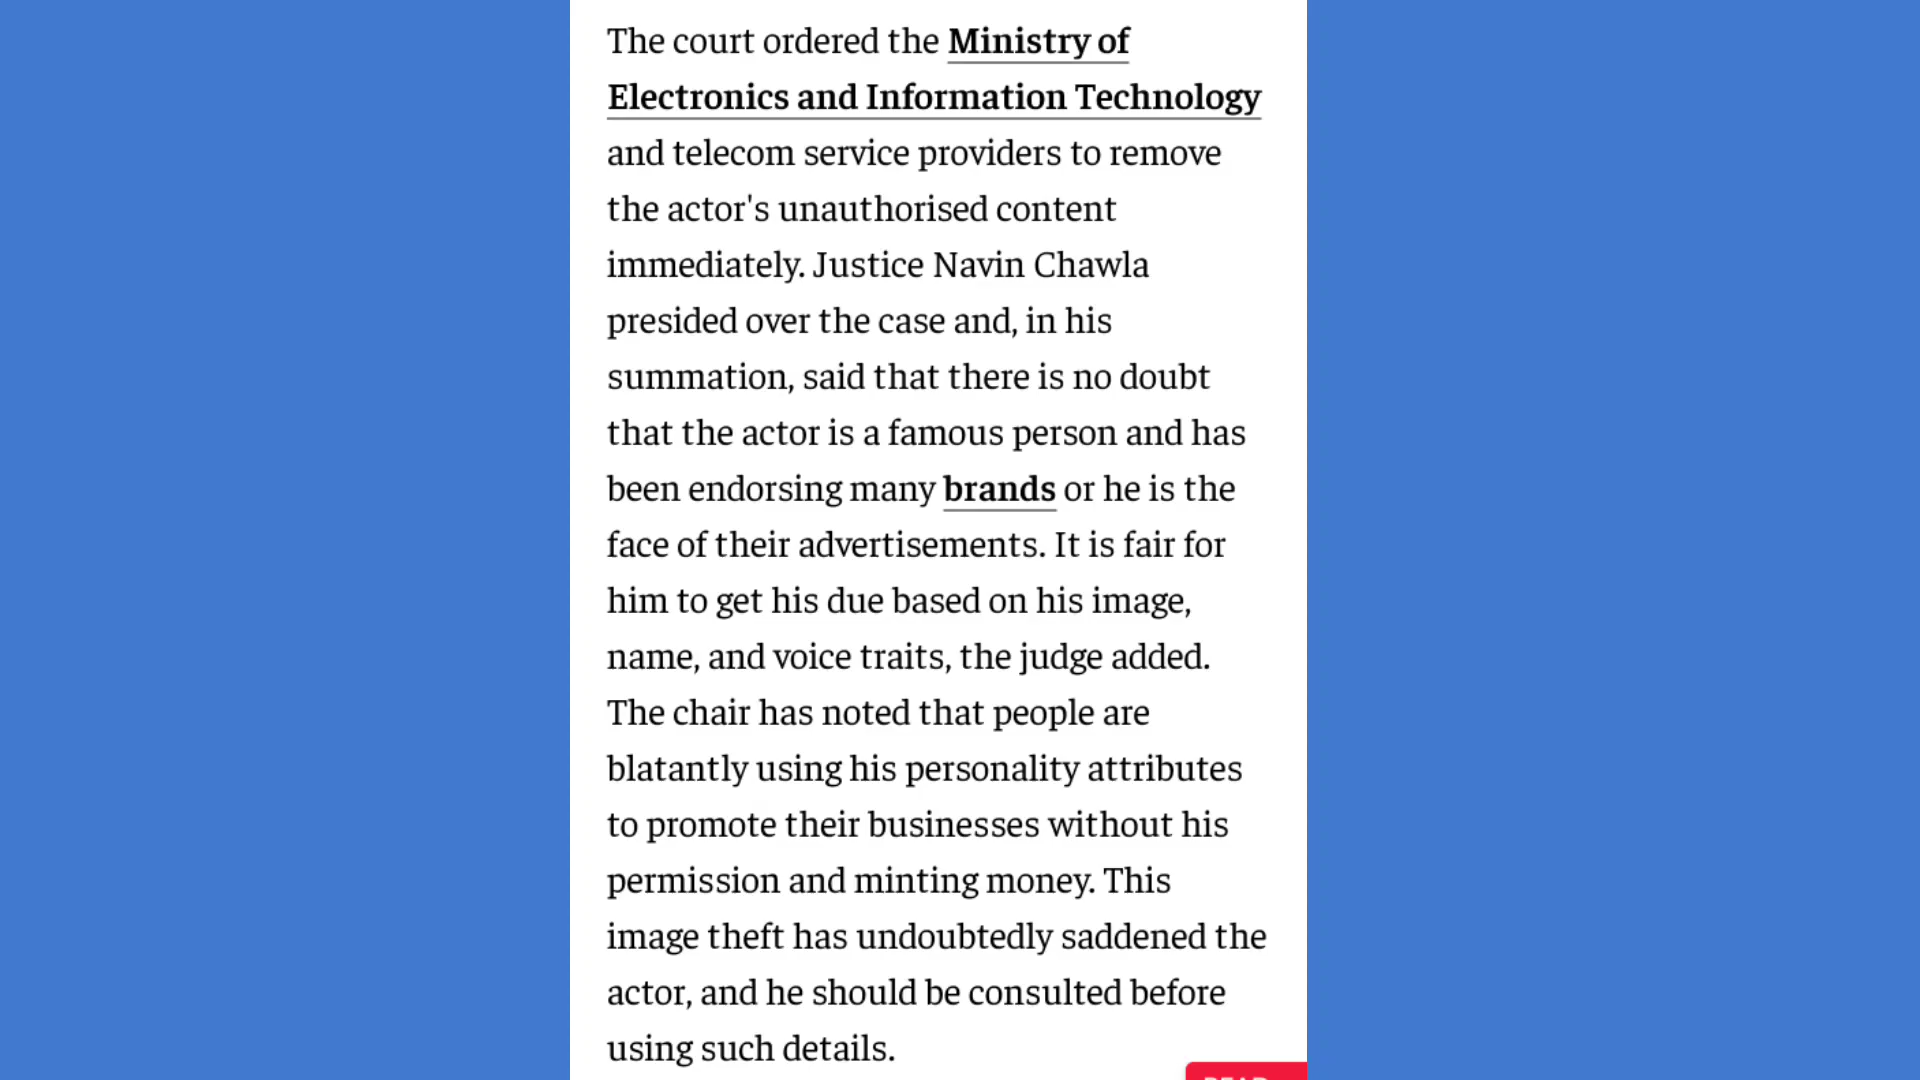 The court ordered the Ministry of
Electronics and Information Technology
and telecom service providers to remove
the actor's unauthorised content
immediately. Justice Navin Chawla
presided over the case and, in his
summation, said that there is no doubt
that the actor is a famous person and has
been endorsing many brands or he is the
face of their advertisements. It is fair for
him to get his due based on his image,
name, and voice traits, the judge added.
The chair has noted that people are
blatantly using his personality attributes
to promote their businesses without his
permission and minting money. This
image theft has undoubtedly saddened the
actor, and he should be consulted before
using such details.